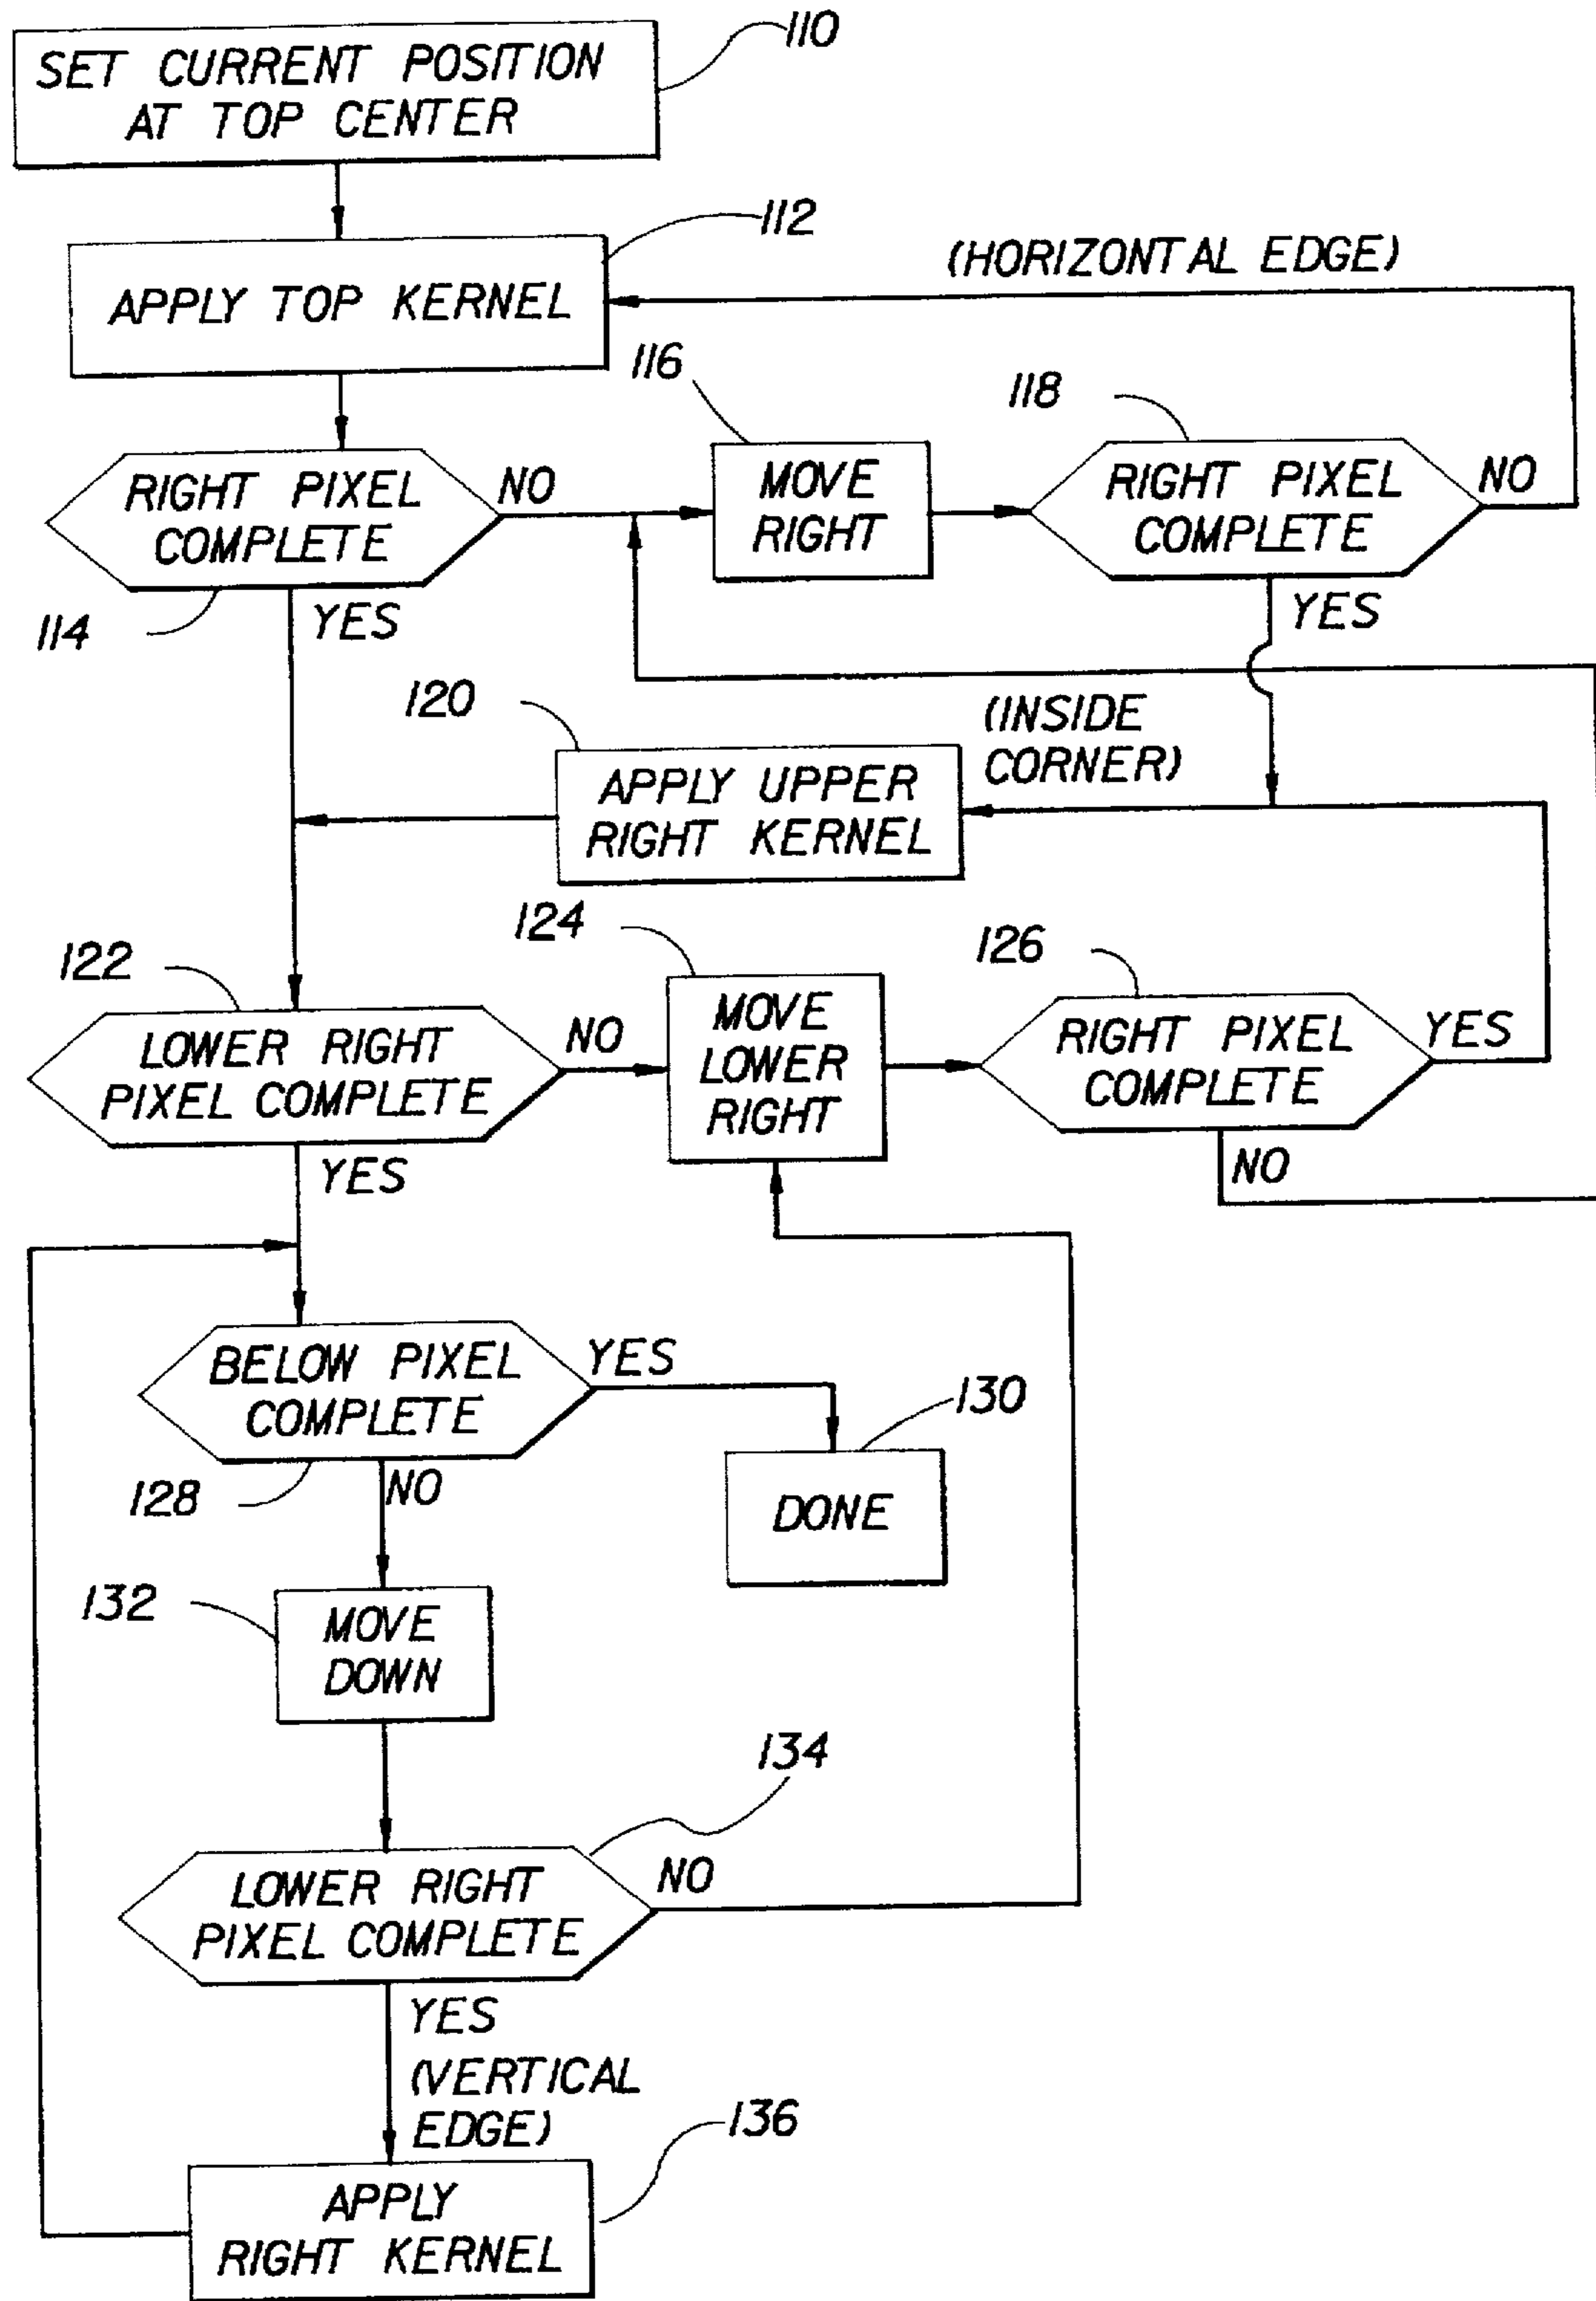 110
SET CURRENT POSITION
AT TOP CENTER
112
(HORIZONTAL EDGE)
APPLY TOP KERNEL
116
118
RIGHT PIXEL
COMPLETE
NO
MOVE
RIGHT
RIGHT PIXEL
COMPLETE
NO
114
YES
YES
120
(INSIDE
CORNER)
APPLY UPPER
RIGHT KERNEL
122
124
126
LOWER RIGHT
PIXEL COMPLETE
NO
MOVE
LOWER
RIGHT
RIGHT PIXEL
COMPLETE
YES
YES
NO
BELOW PIXEL
COMPLETE
YES
130
128
NO
DONE
132
MOVE
DOWN
134
LOWER RIGHT
PIXEL COMPLETE
NO
YES
(VERTICAL
EDGE)
136
APPLY
RIGHT KERNEL